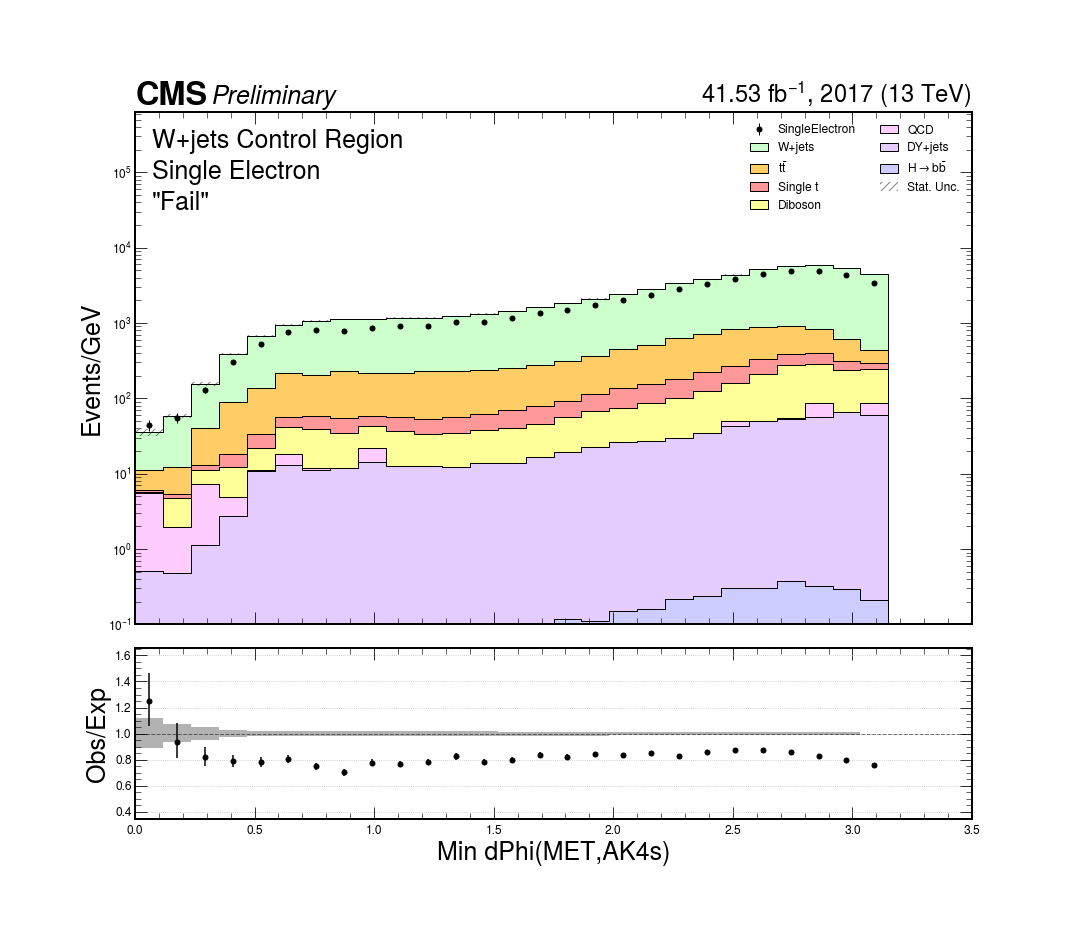 CMS Preliminary
41.53 fb⁻¹, 2017 (13 TeV)
W+jets Control Region
Single Electron
"Fail"
SingleElectron
W+jets
tt̄
Single t
Diboson
QCD
DY+jets
H→bb̄
Stat. Unc.
Events/GeV
10⁵
10⁴
10³
10²
10¹
10⁰
10⁻¹
Obs/Exp
1.6
1.4
1.2
1.0
0.8
0.6
0.4
0.0 0.5 1.0 1.5 2.0 2.5 3.0 3.5
Min dPhi(MET,AK4s)